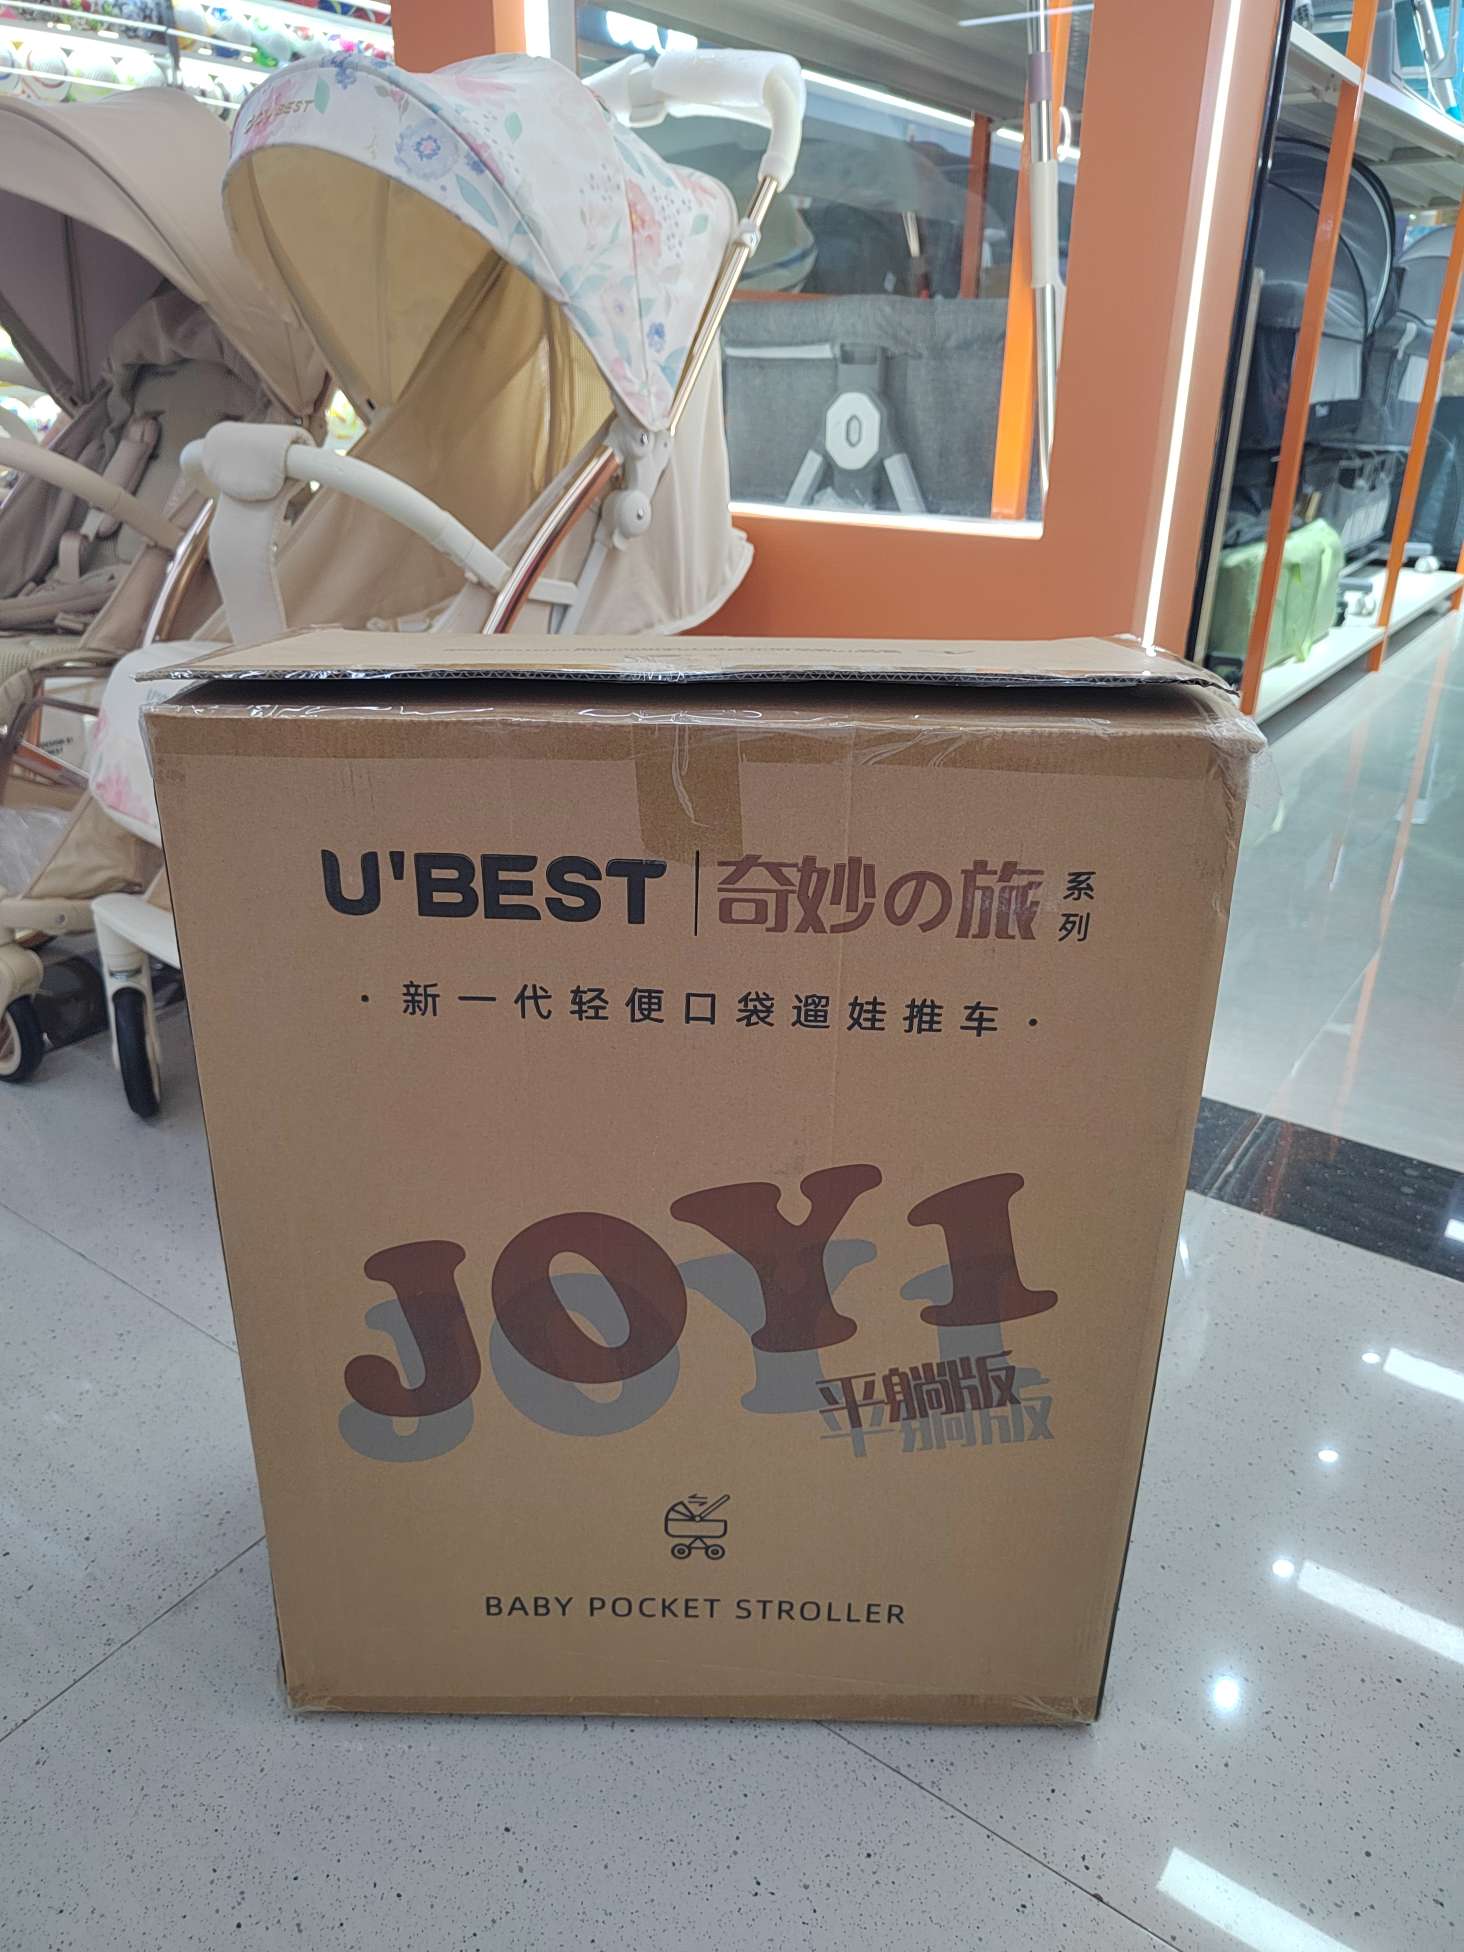 U'BEST | 奇妙の旅 系列
·新一代轻便口袋遛娃推车·
JOY1
平躺版
BABY POCKET STROLLER